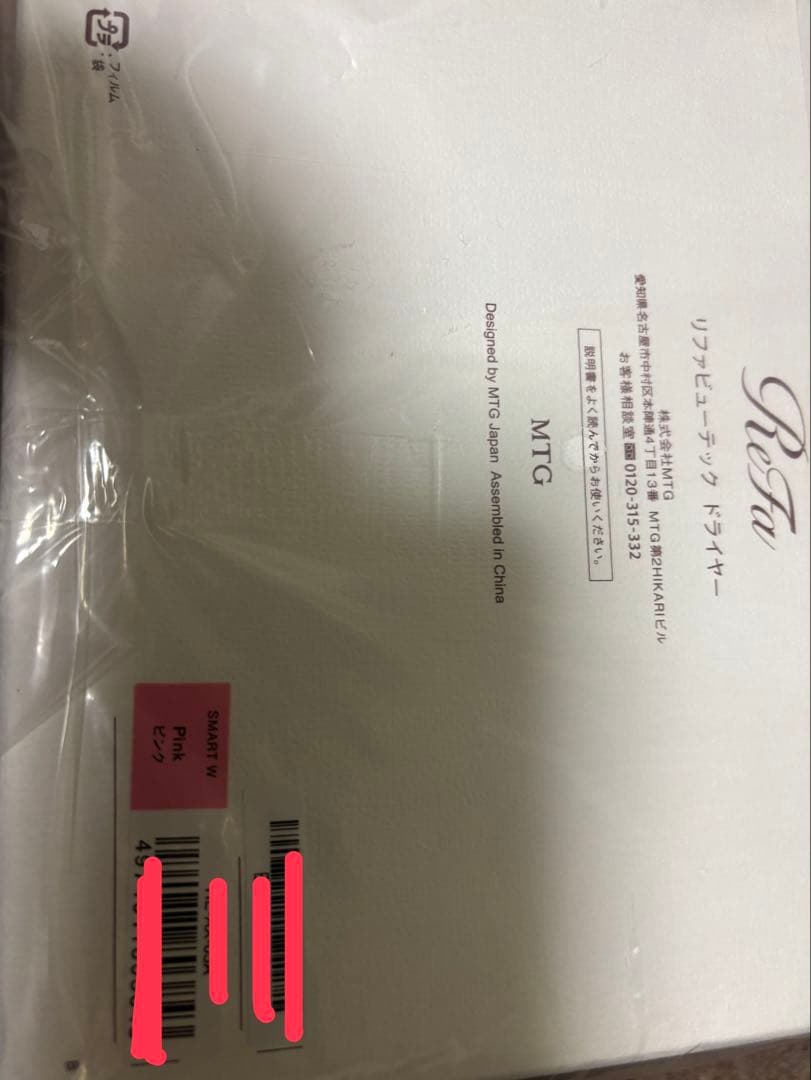 ReFa
リファビューテック ドライヤー
株式会社MTG
愛知県名古屋市中村区本陣通4丁目13番 MTG第2HIKARIビル
お客様相談室 0120-315-332
説明書をよく読んでからお使いください。
MTG
Designed by MTG Japan Assembled in China
プラ
:フィルム
:袋
SMART W
Pink
ピンク